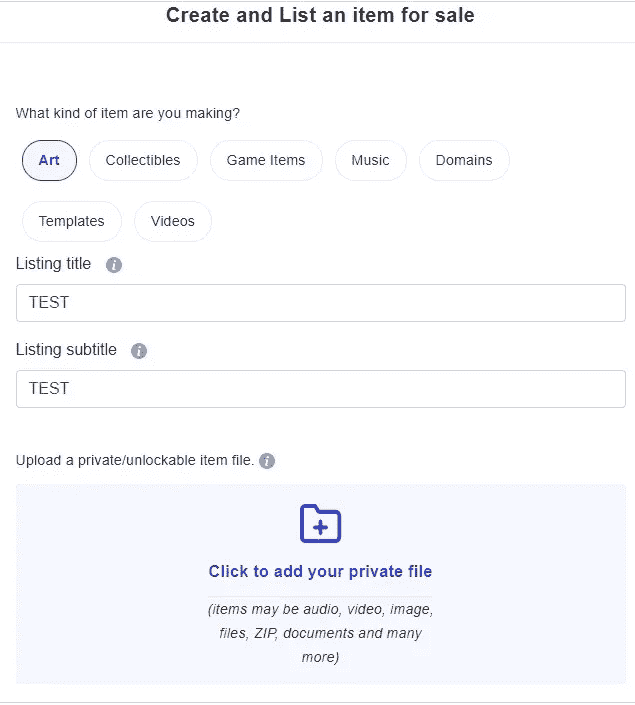 Create and List an item for sale
What kind of item are you making?
Art Collectibles Game Items Music Domains
Templates Videos
Listing title i
TEST
Listing subtitle i
TEST
Upload a private/unlockable item file. i
Click to add your private file
(items may be audio, video, image,
files, ZIP, documents and many
more)